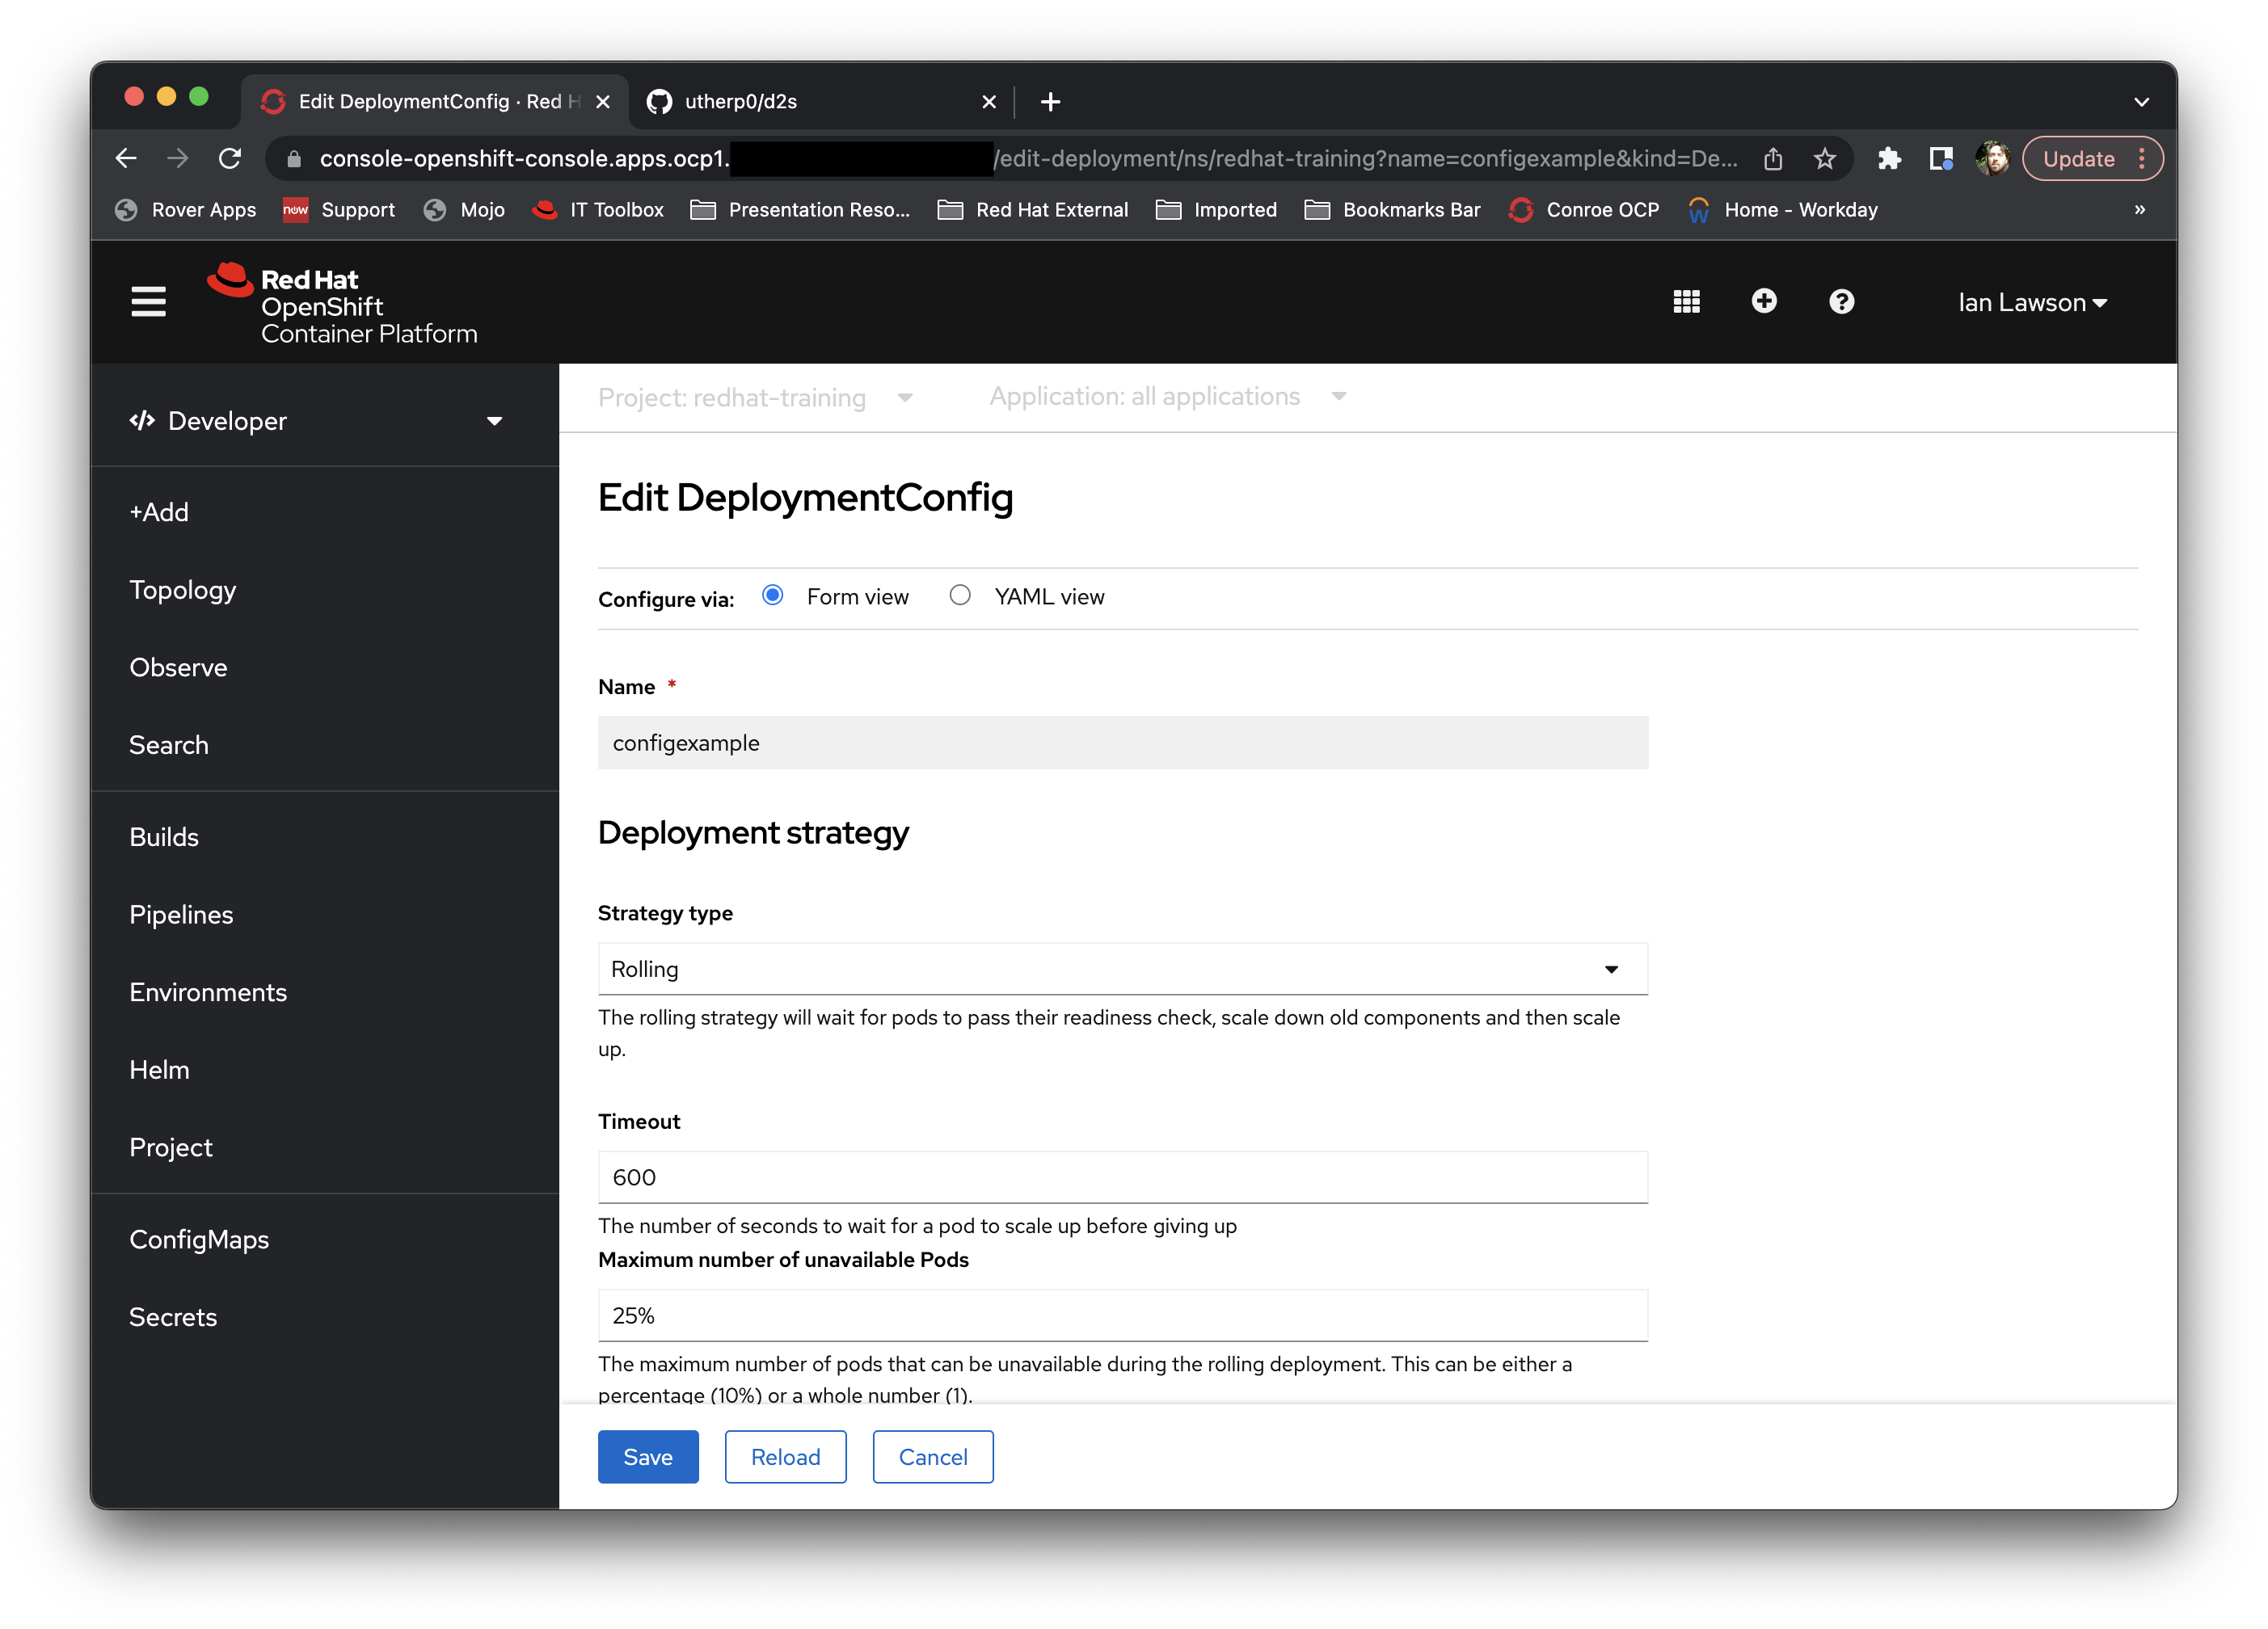 Edit DeploymentConfig · Red H
utherp0/d2s
console-openshift-console.apps.ocp1.
/edit-deployment/ns/redhat-training?name=configexample&kind=De...
Update
Rover Apps
now
Support
Mojo
IT Toolbox
Presentation Reso...
Red Hat External
Imported
Bookmarks Bar
Conroe OCP
Home - Workday
»
Red Hat
OpenShift
Container Platform
Ian Lawson
Developer
+Add
Topology
Observe
Search
Builds
Pipelines
Environments
Helm
Project
ConfigMaps
Secrets
Project: redhat-training
Application: all applications
Edit DeploymentConfig
Configure via:
Form view
YAML view
Name *
configexample
Deployment strategy
Strategy type
Rolling
The rolling strategy will wait for pods to pass their readiness check, scale down old components and then scale
up.
Timeout
600
The number of seconds to wait for a pod to scale up before giving up
Maximum number of unavailable Pods
25%
The maximum number of pods that can be unavailable during the rolling deployment. This can be either a
percentage (10%) or a whole number (1).
Save
Reload
Cancel